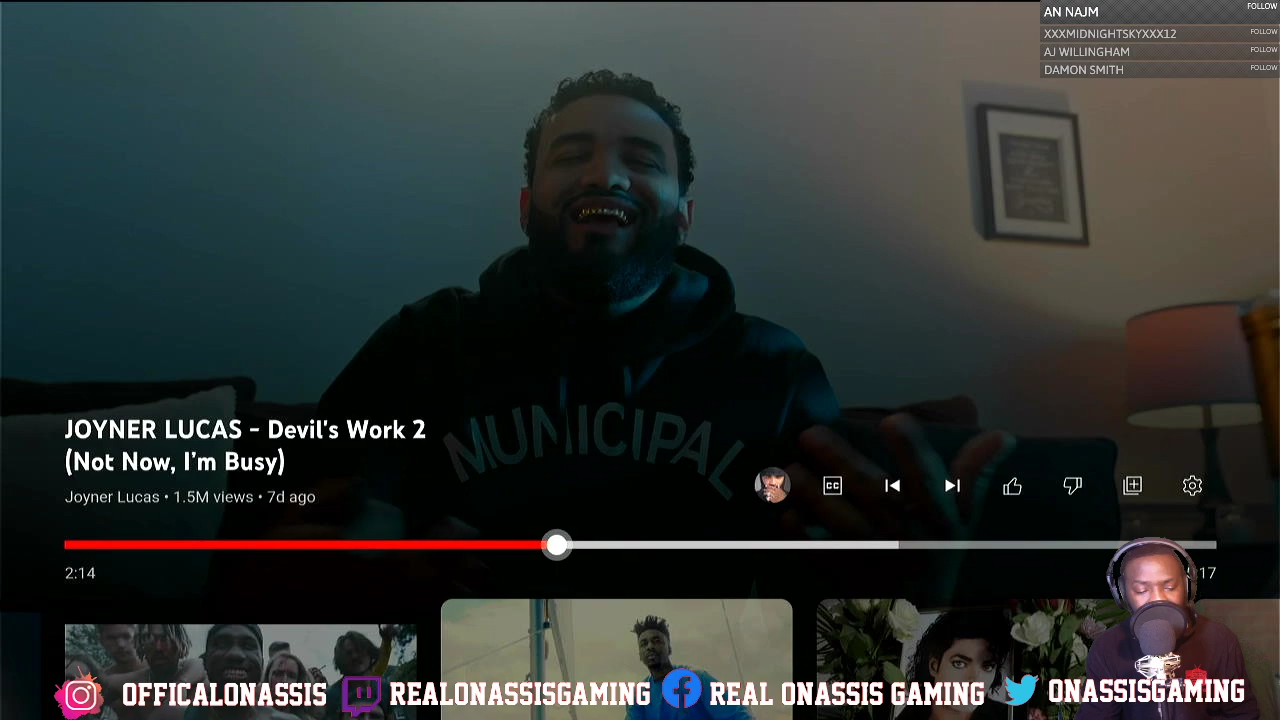 AN NAJM FOLLOW
XXXMIDNIGHTSKYXXX12 FOLLOW
AJ WILLINGHAM FOLLOW
DAMON SMITH FOLLOW
MUNICIPAL
JOYNER LUCAS - Devil's Work 2
(Not Now, I'm Busy)
Joyner Lucas • 1.5M views • 7d ago
CC
2:14
:17
OFFICALONASSIS REALONASSISGAMING REAL ONASSIS GAMING ONASSISGAMING